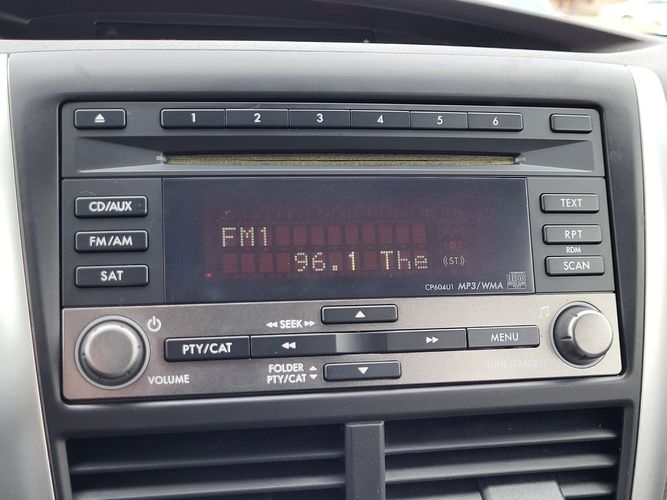 1 2 3 4 5 6
CD/AUX
FM/AM
SAT
FM1
96.1 The
(ST)
CP604U1 MP3/WMA
TEXT
RPT
RDM
SCAN
SEEK
PTY/CAT
MENU
VOLUME
FOLDER
PTY/CAT
TUNE/TRACK